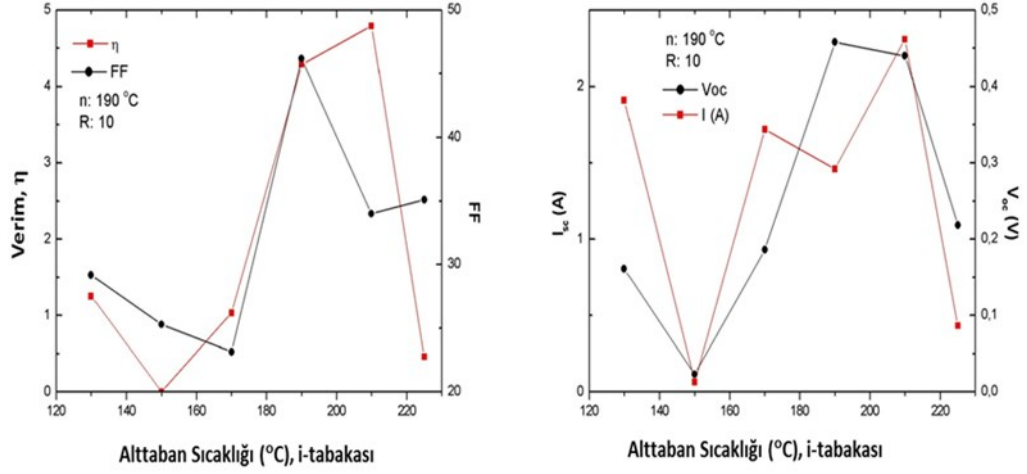 5
4
3
2
1
0
Verim, η
50
40
30
20
FF
η
FF
n: 190 °C
R: 10
120 140 160 180 200 220
Alttaban Sıcaklığı (°C), i-tabakası
2
1
0
I_sc (A)
0,5
0,4
0,3
0,2
0,1
0,0
V_oc (V)
n: 190 °C
R: 10
Voc
I (A)
120 140 160 180 200 220
Alttaban Sıcaklığı (°C), i-tabakası